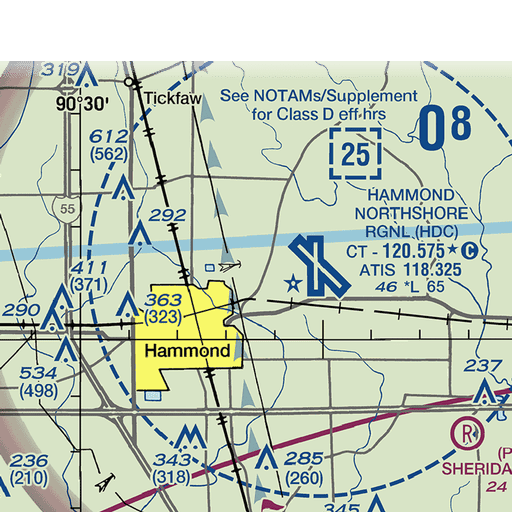 319
90°30'
Tickfaw
See NOTAMs/Supplement
for Class D eff hrs
08
25
612
(562)
55
292
HAMMOND
NORTHSHORE
RGNL (HDC)
CT - 120.575 * C
ATIS 118.325
46 *L 65
411
(371)
290
363
(323)
Hammond
534
(498)
237
R
(P
SHERIDA
24
343
(318)
285
(260)
236
(210)
345